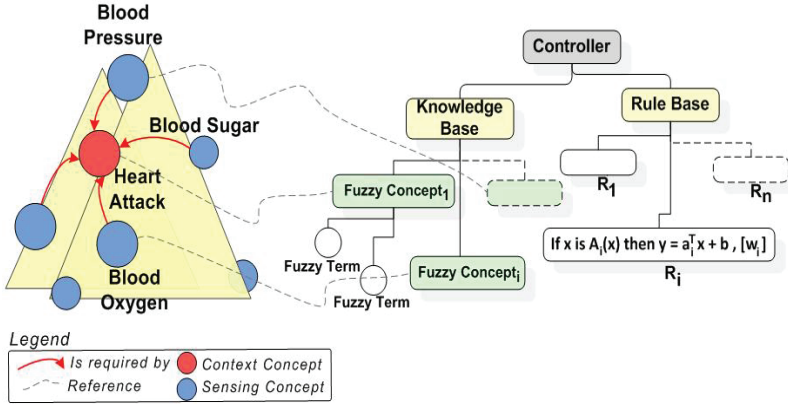 Blood
Pressure
Blood Sugar
Heart
Attack
Blood
Oxygen
Controller
Knowledge
Base
Rule Base
Fuzzy Concept1
R1
Rn
Fuzzy Term
Fuzzy Term
Fuzzy Concepti
If x is Ai(x) then y = aiT x + b , [wi]
Ri
Legend
Is required by
Context Concept
Reference
Sensing Concept